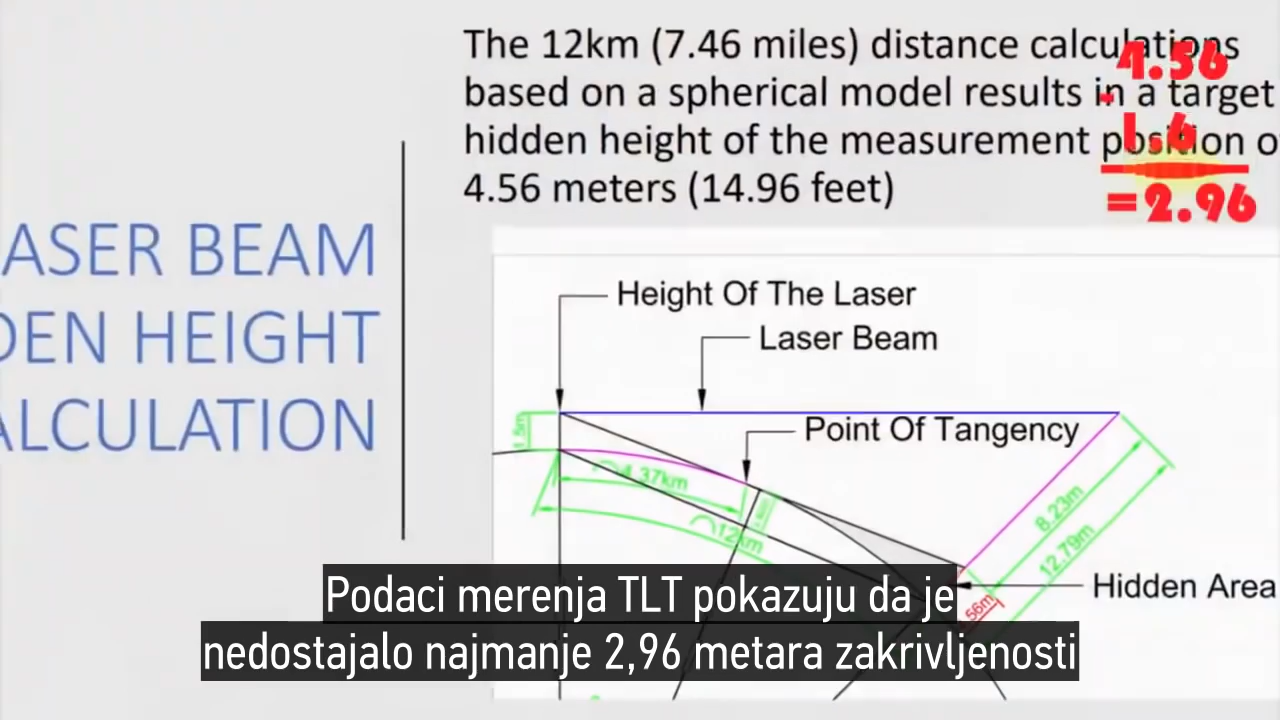 The 12km (7.46 miles) distance calculations
based on a spherical model results in a target
hidden height of the measurement position o
4.56 meters (14.96 feet)
4.56
-
1.6
=2.96
ASER BEAM
DEN HEIGHT
ALCULATION
Height Of The Laser
Laser Beam
Point Of Tangency
1.5m
4.37km
12km
8.23m
12.79m
Hidden Area
.56m
Podaci merenja TLT pokazuju da je
nedostajalo najmanje 2,96 metara zakrivljenosti